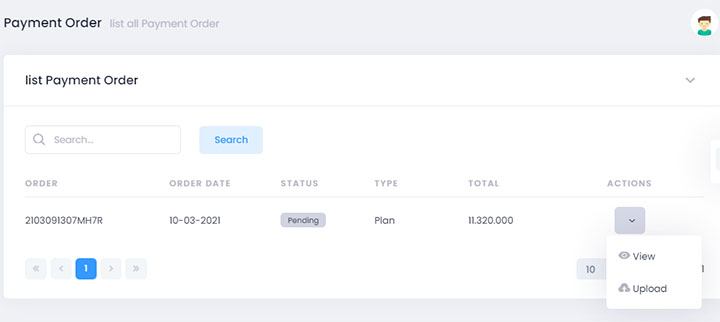 Payment Order list all Payment Order
list Payment Order
Search... Search
ORDER ORDER DATE STATUS TYPE TOTAL ACTIONS
2103091307MH7R 10-03-2021 Pending Plan 11.320.000
View
« ‹ 1 › » 10 1
Upload